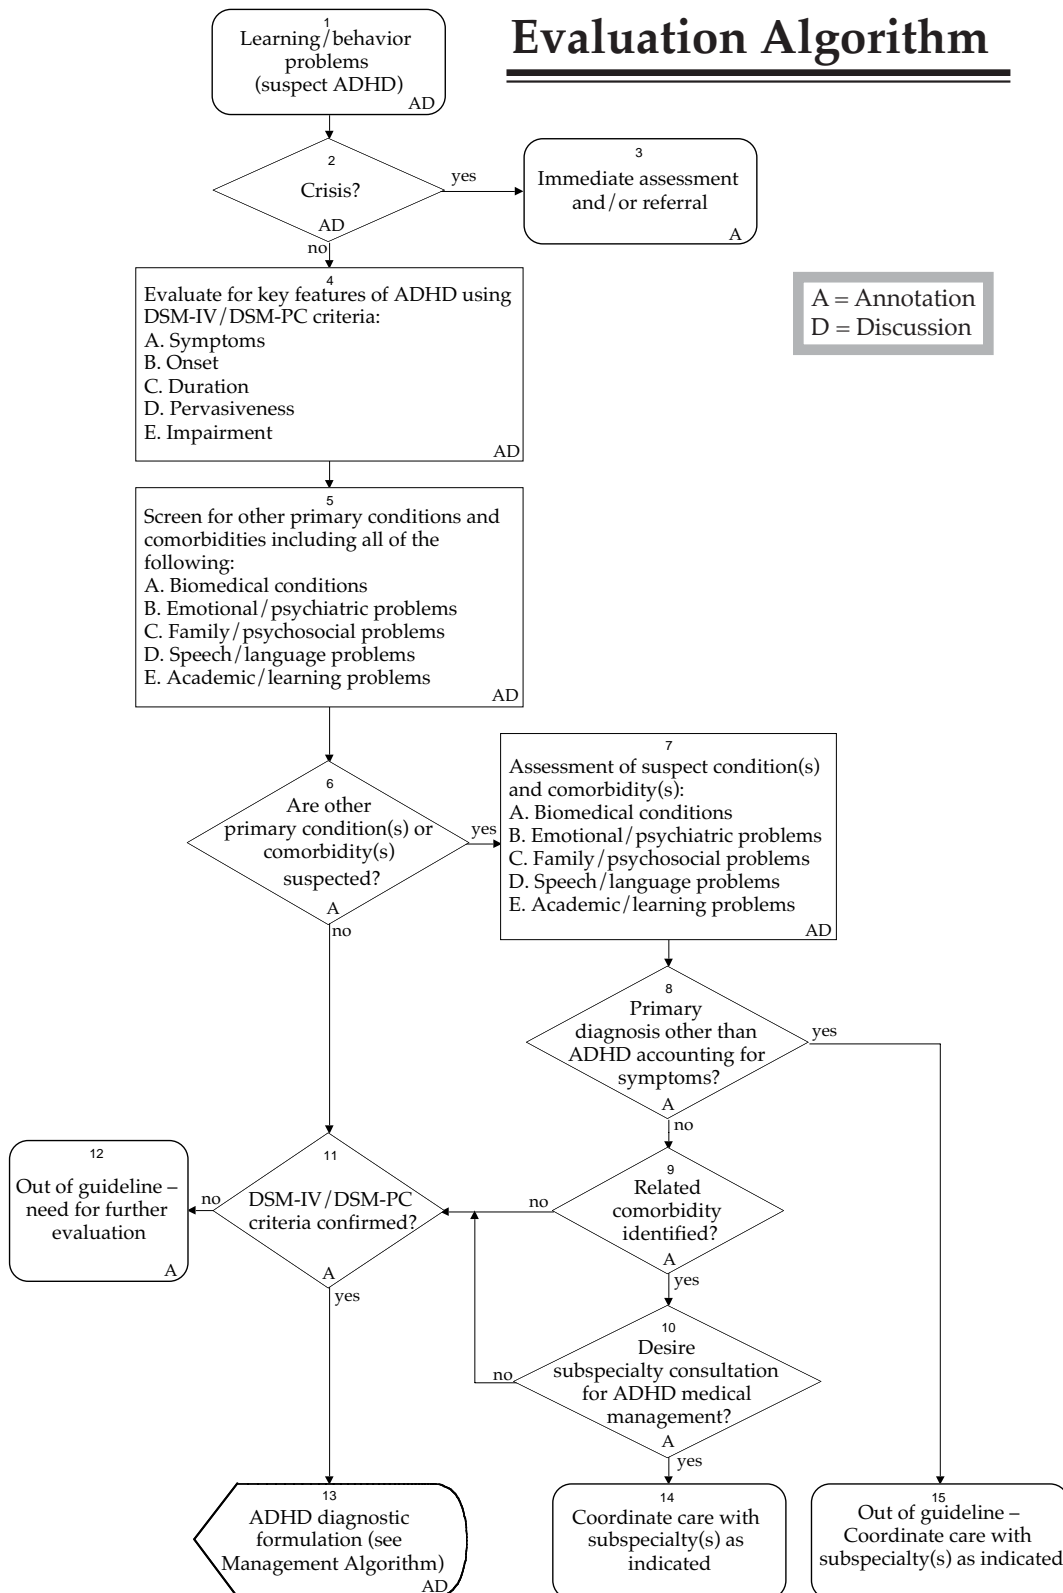 Evaluation Algorithm
1
Learning/behavior
problems
(suspect ADHD)
AD
2
Crisis?
AD
yes
no
3
Immediate assessment
and/or referral
A
A = Annotation
D = Discussion
4
Evaluate for key features of ADHD using
DSM-IV/DSM-PC criteria:
A. Symptoms
B. Onset
C. Duration
D. Pervasiveness
E. Impairment
AD
5
Screen for other primary conditions and
comorbidities including all of the
following:
A. Biomedical conditions
B. Emotional/psychiatric problems
C. Family/psychosocial problems
D. Speech/language problems
E. Academic/learning problems
AD
6
Are other
primary condition(s) or
comorbidity(s)
suspected?
A
yes
no
7
Assessment of suspect condition(s)
and comorbidity(s):
A. Biomedical conditions
B. Emotional/psychiatric problems
C. Family/psychosocial problems
D. Speech/language problems
E. Academic/learning problems
AD
8
Primary
diagnosis other than
ADHD accounting for
symptoms?
A
yes
no
9
Related
comorbidity
identified?
A
no
yes
10
Desire
subspecialty consultation
for ADHD medical
management?
A
no
yes
11
DSM-IV/DSM-PC
criteria confirmed?
A
no
yes
12
Out of guideline –
need for further
evaluation
A
13
ADHD diagnostic
formulation (see
Management Algorithm)
AD
14
Coordinate care with
subspecialty(s) as
indicated
15
Out of guideline –
Coordinate care with
subspecialty(s) as indicated